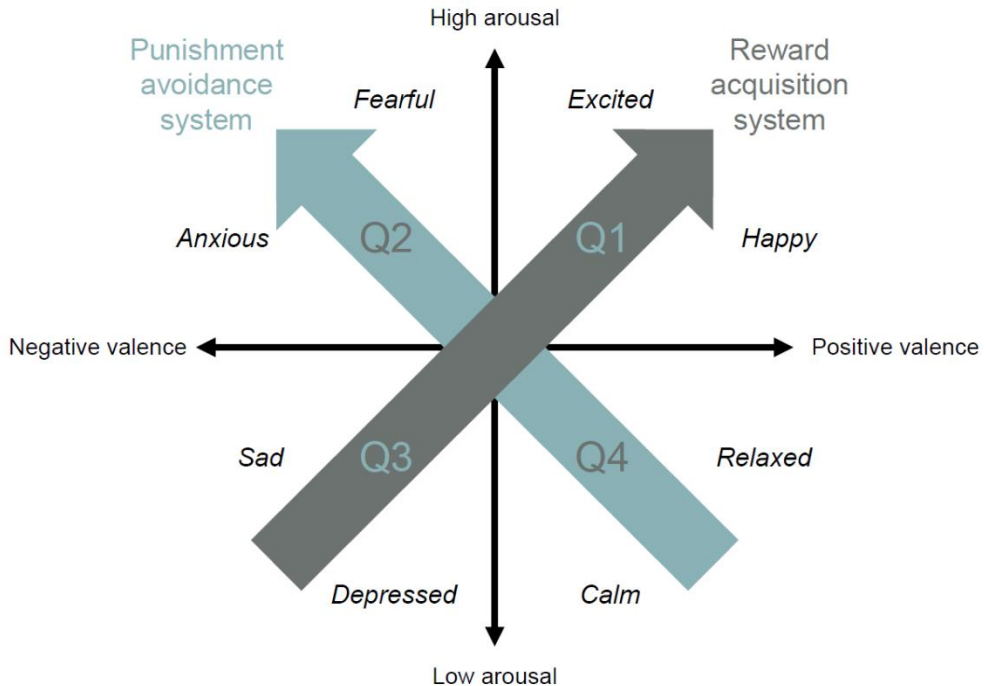 High arousal
Punishment
avoidance
system
Reward
acquisition
system
Fearful
Excited
Anxious
Q2
Q1
Happy
Negative valence
Positive valence
Sad
Q3
Q4
Relaxed
Depressed
Calm
Low arousal